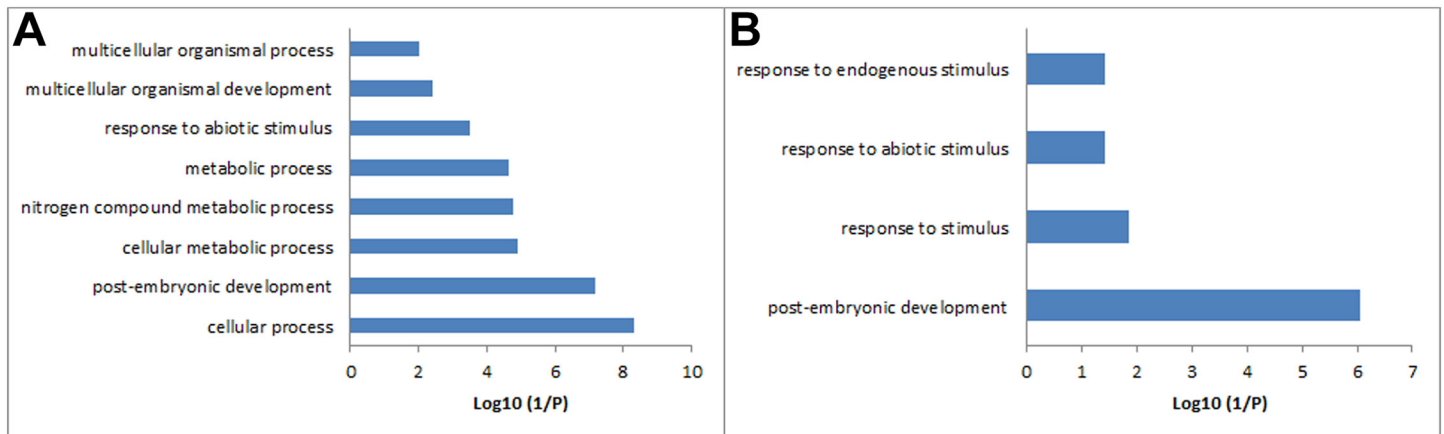 A
multicellular organismal process
multicellular organismal development
response to abiotic stimulus
metabolic process
nitrogen compound metabolic process
cellular metabolic process
post-embryonic development
cellular process
0 2 4 6 8 10
Log10 (1/P)
B
response to endogenous stimulus
response to abiotic stimulus
response to stimulus
post-embryonic development
0 1 2 3 4 5 6 7
Log10 (1/P)